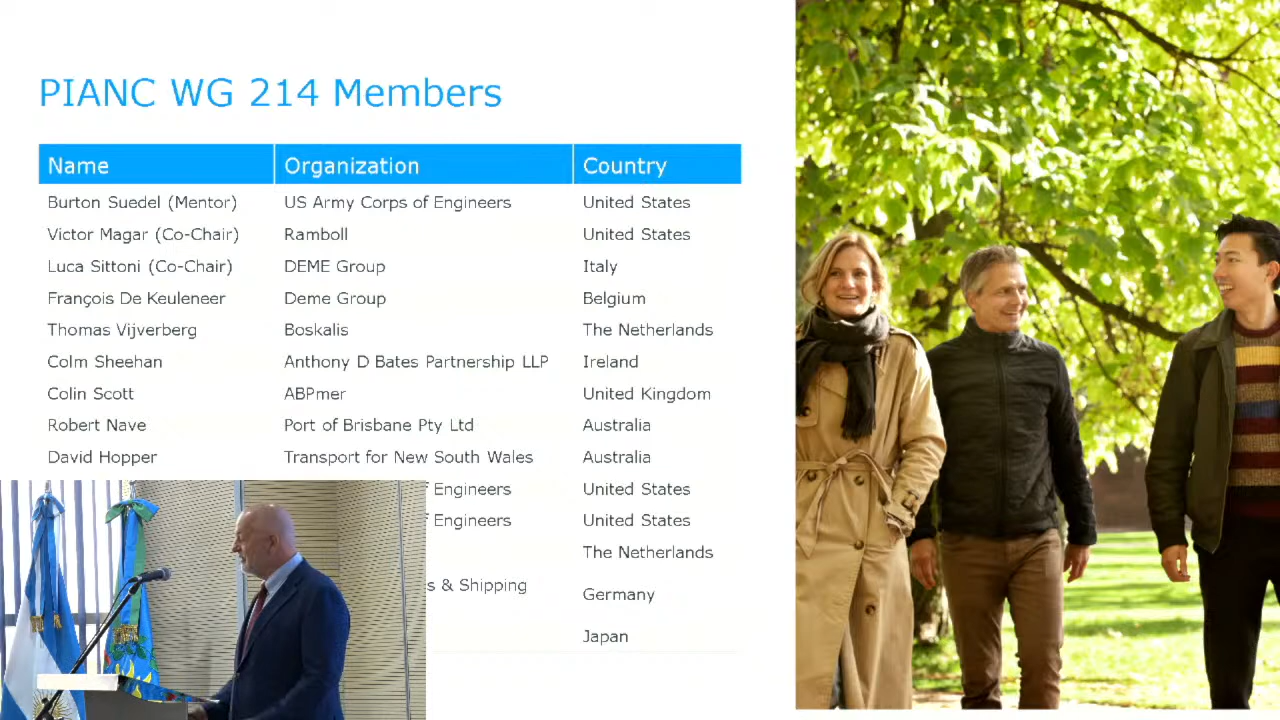 PIANC WG 214 Members
Name Organization Country
Burton Suedel (Mentor) US Army Corps of Engineers United States
Victor Magar (Co-Chair) Ramboll United States
Luca Sittoni (Co-Chair) DEME Group Italy
François De Keuleneer Deme Group Belgium
Thomas Vijverberg Boskalis The Netherlands
Colm Sheehan Anthony D Bates Partnership LLP Ireland
Colin Scott ABPmer United Kingdom
Robert Nave Port of Brisbane Pty Ltd Australia
David Hopper Transport for New South Wales Australia
Engineers United States
Engineers United States
The Netherlands
& Shipping
Germany
Japan